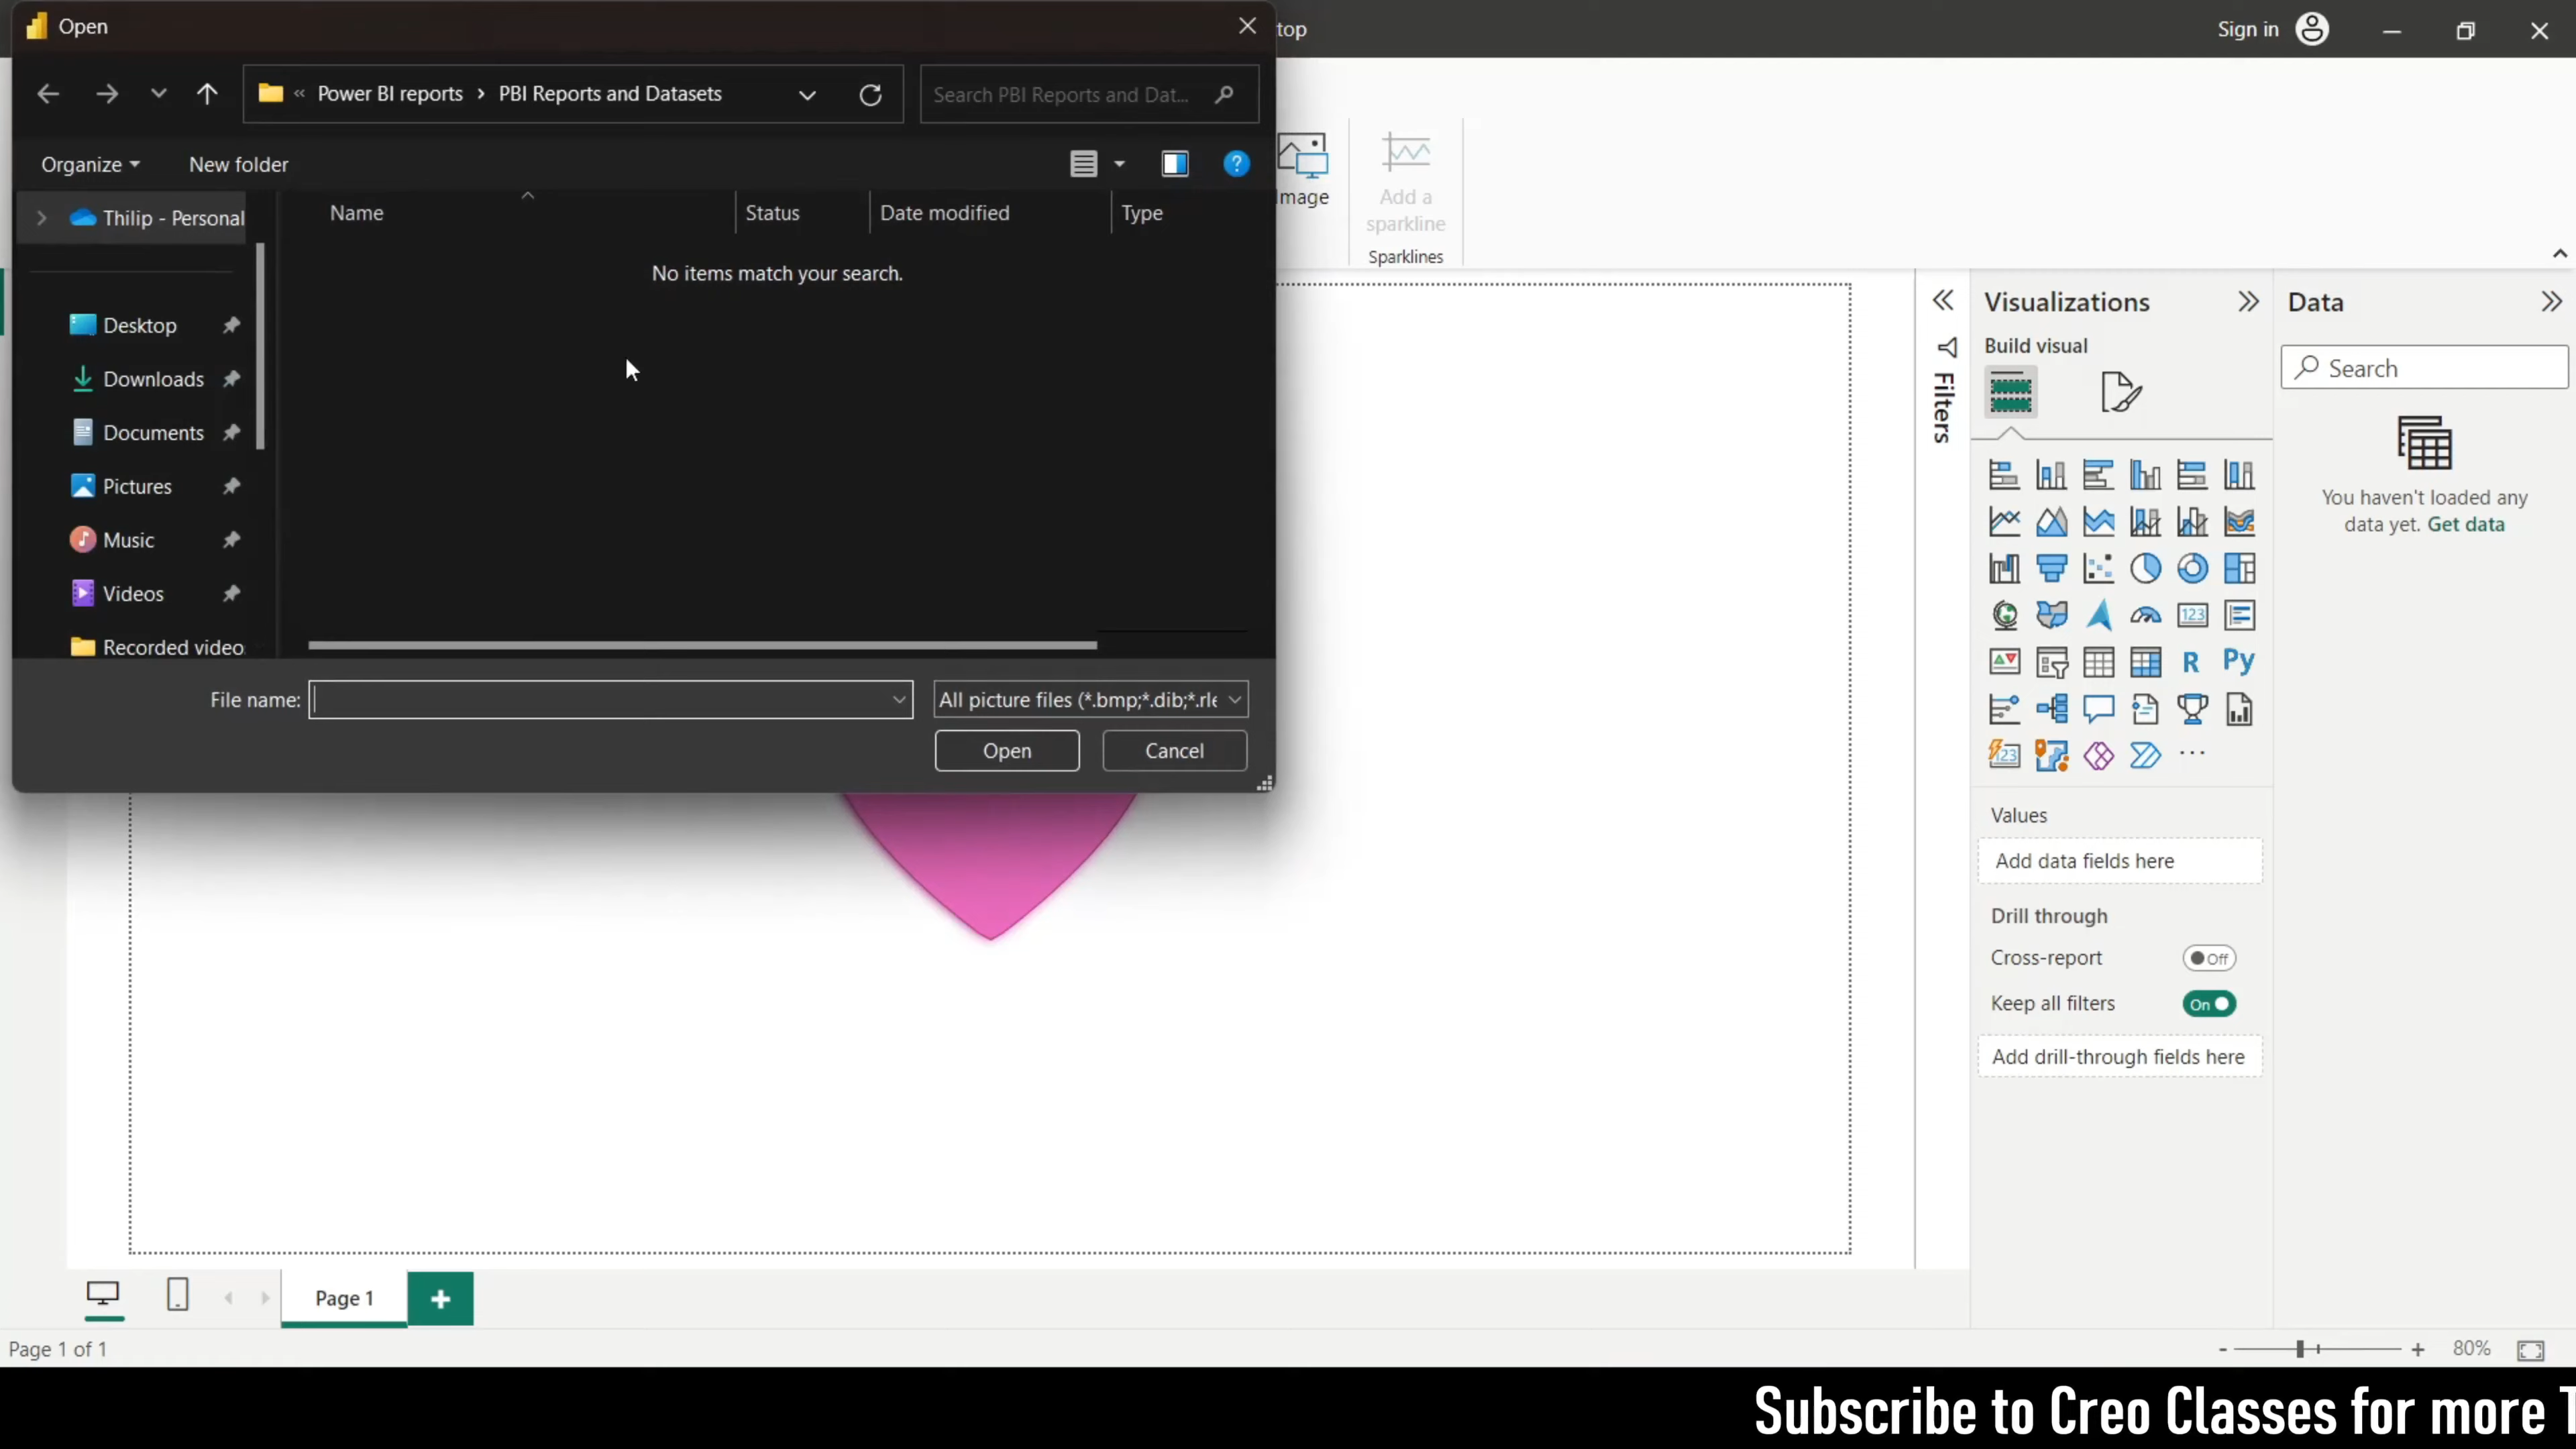 Open
top
Sign in
Power BI reports
PBI Reports and Datasets
Search PBI Reports and Dat...
Organize
New folder
Thilip - Personal
Name
Status
Date modified
Type
No items match your search.
Desktop
Downloads
Documents
Pictures
Music
Videos
Recorded video
File name:
All picture files (*.bmp;*.dib;*.rle
Open
Cancel
Image
Add a
sparkline
Sparklines
Filters
Visualizations
Build visual
123
R
Py
123
Values
Add data fields here
Drill through
Cross-report
Off
Keep all filters
On
Add drill-through fields here
Data
Search
You haven't loaded any
data yet. Get data
Page 1
Page 1 of 1
80%
Subscribe to Creo Classes for more T